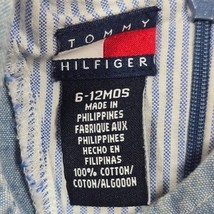 TOMMY
HILFIGER
6-12MOS
MADE IN
PHILIPPINES
FABRIQUE AUX
PHILIPPINES
HECHO EN
FILIPINAS
100% COTTON/
COTON/ALGODON